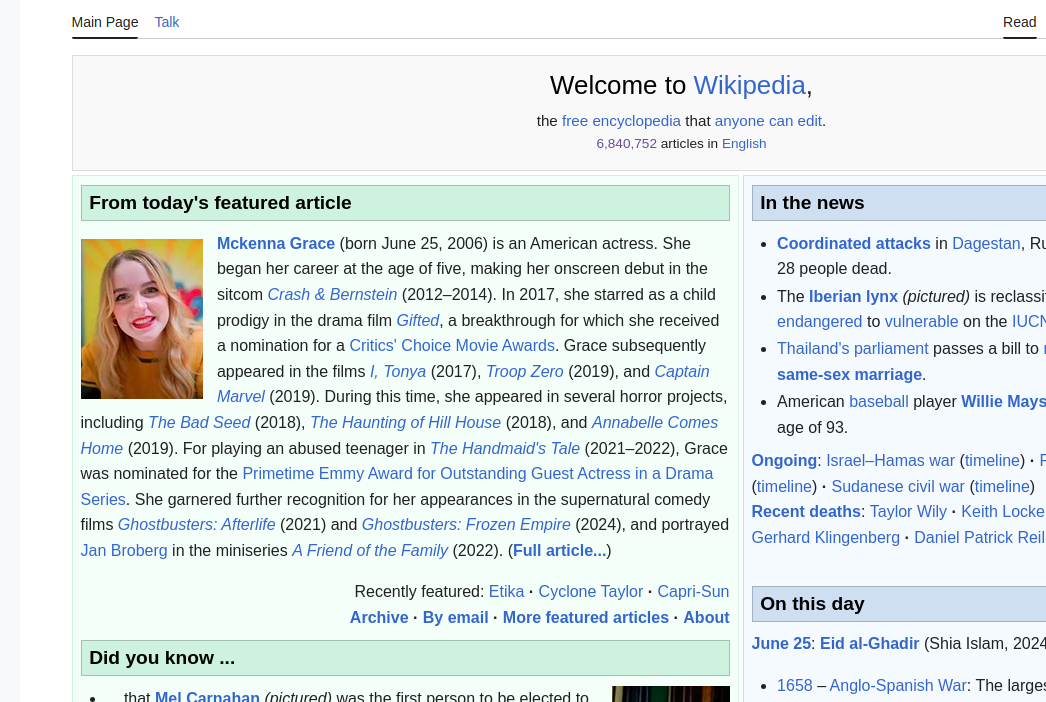 Main Page Talk Read
Welcome to Wikipedia,
the free encyclopedia that anyone can edit.
6,840,752 articles in English
From today's featured article
Mckenna Grace (born June 25, 2006) is an American actress. She
began her career at the age of five, making her onscreen debut in the
sitcom Crash & Bernstein (2012–2014). In 2017, she starred as a child
prodigy in the drama film Gifted, a breakthrough for which she received
a nomination for a Critics' Choice Movie Awards. Grace subsequently
appeared in the films I, Tonya (2017), Troop Zero (2019), and Captain
Marvel (2019). During this time, she appeared in several horror projects,
including The Bad Seed (2018), The Haunting of Hill House (2018), and Annabelle Comes
Home (2019). For playing an abused teenager in The Handmaid's Tale (2021–2022), Grace
was nominated for the Primetime Emmy Award for Outstanding Guest Actress in a Drama
Series. She garnered further recognition for her appearances in the supernatural comedy
films Ghostbusters: Afterlife (2021) and Ghostbusters: Frozen Empire (2024), and portrayed
Jan Broberg in the miniseries A Friend of the Family (2022). (Full article...)
Recently featured: Etika · Cyclone Taylor · Capri-Sun
Archive · By email · More featured articles · About
Did you know ...
that Mel Carnahan (pictured) was the first person to be elected to
In the news
• Coordinated attacks in Dagestan, Ru
28 people dead.
• The Iberian lynx (pictured) is reclassi
endangered to vulnerable on the IUCN
• Thailand's parliament passes a bill to
same-sex marriage.
• American baseball player Willie Mays
age of 93.
Ongoing: Israel–Hamas war (timeline) ·
(timeline) · Sudanese civil war (timeline)
Recent deaths: Taylor Wily · Keith Locke
Gerhard Klingenberg · Daniel Patrick Reil
On this day
June 25: Eid al-Ghadir (Shia Islam, 2024
• 1658 – Anglo-Spanish War: The larges